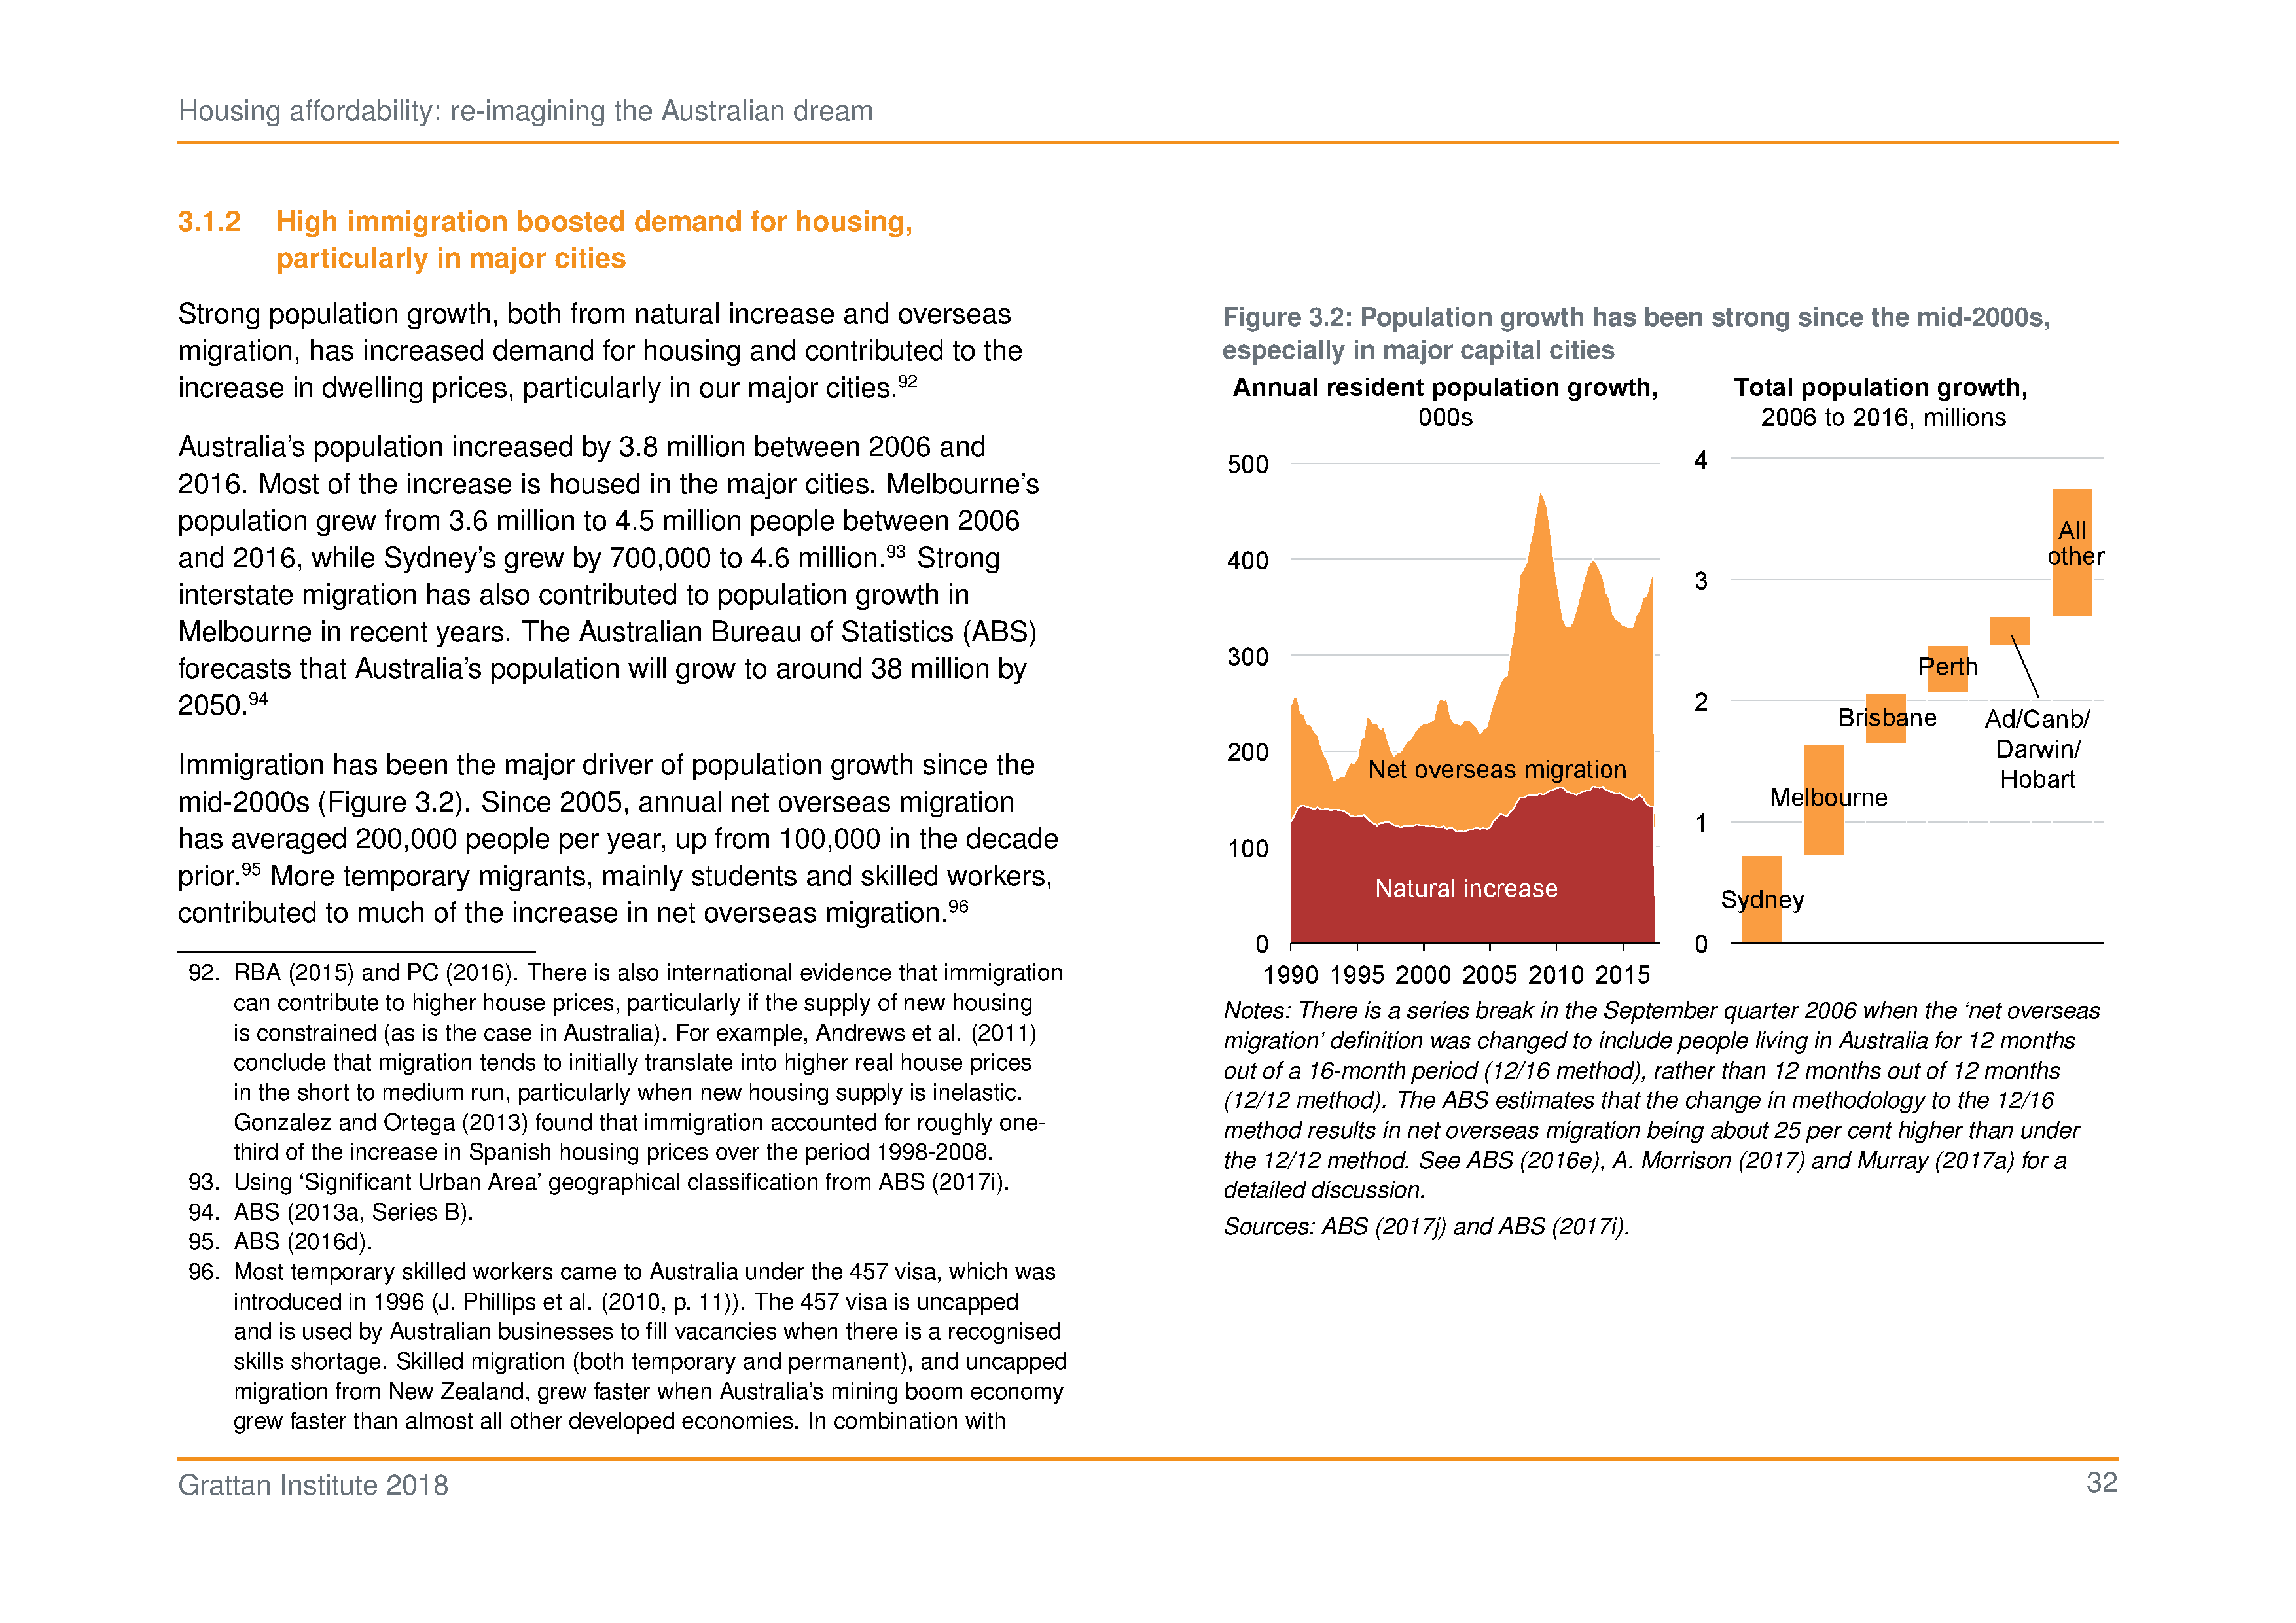 Housing affordability: re-imagining the Australian dream
3.1.2 High immigration boosted demand for housing,
particularly in major cities
Strong population growth, both from natural increase and overseas
migration, has increased demand for housing and contributed to the
increase in dwelling prices, particularly in our major cities.92
Australia’s population increased by 3.8 million between 2006 and
2016. Most of the increase is housed in the major cities. Melbourne’s
population grew from 3.6 million to 4.5 million people between 2006
and 2016, while Sydney’s grew by 700,000 to 4.6 million.93 Strong
interstate migration has also contributed to population growth in
Melbourne in recent years. The Australian Bureau of Statistics (ABS)
forecasts that Australia’s population will grow to around 38 million by
2050.94
Immigration has been the major driver of population growth since the
mid-2000s (Figure 3.2). Since 2005, annual net overseas migration
has averaged 200,000 people per year, up from 100,000 in the decade
prior.95 More temporary migrants, mainly students and skilled workers,
contributed to much of the increase in net overseas migration.96
92. RBA (2015) and PC (2016). There is also international evidence that immigration
can contribute to higher house prices, particularly if the supply of new housing
is constrained (as is the case in Australia). For example, Andrews et al. (2011)
conclude that migration tends to initially translate into higher real house prices
in the short to medium run, particularly when new housing supply is inelastic.
Gonzalez and Ortega (2013) found that immigration accounted for roughly one-
third of the increase in Spanish housing prices over the period 1998-2008.
93. Using ‘Significant Urban Area’ geographical classification from ABS (2017i).
94. ABS (2013a, Series B).
95. ABS (2016d).
96. Most temporary skilled workers came to Australia under the 457 visa, which was
introduced in 1996 (J. Phillips et al. (2010, p. 11)). The 457 visa is uncapped
and is used by Australian businesses to fill vacancies when there is a recognised
skills shortage. Skilled migration (both temporary and permanent), and uncapped
migration from New Zealand, grew faster when Australia’s mining boom economy
grew faster than almost all other developed economies. In combination with
Figure 3.2: Population growth has been strong since the mid-2000s,
especially in major capital cities
Annual resident population growth,
000s
500
400
300
200
100
0
Net overseas migration
Natural increase
1990 1995 2000 2005 2010 2015
Total population growth,
2006 to 2016, millions
4
3
2
1
0
All
other
Perth
Brisbane
Ad/Canb/
Darwin/
Hobart
Melbourne
Sydney
Notes: There is a series break in the September quarter 2006 when the ‘net overseas
migration’ definition was changed to include people living in Australia for 12 months
out of a 16-month period (12/16 method), rather than 12 months out of 12 months
(12/12 method). The ABS estimates that the change in methodology to the 12/16
method results in net overseas migration being about 25 per cent higher than under
the 12/12 method. See ABS (2016e), A. Morrison (2017) and Murray (2017a) for a
detailed discussion.
Sources: ABS (2017j) and ABS (2017i).
Grattan Institute 2018
32